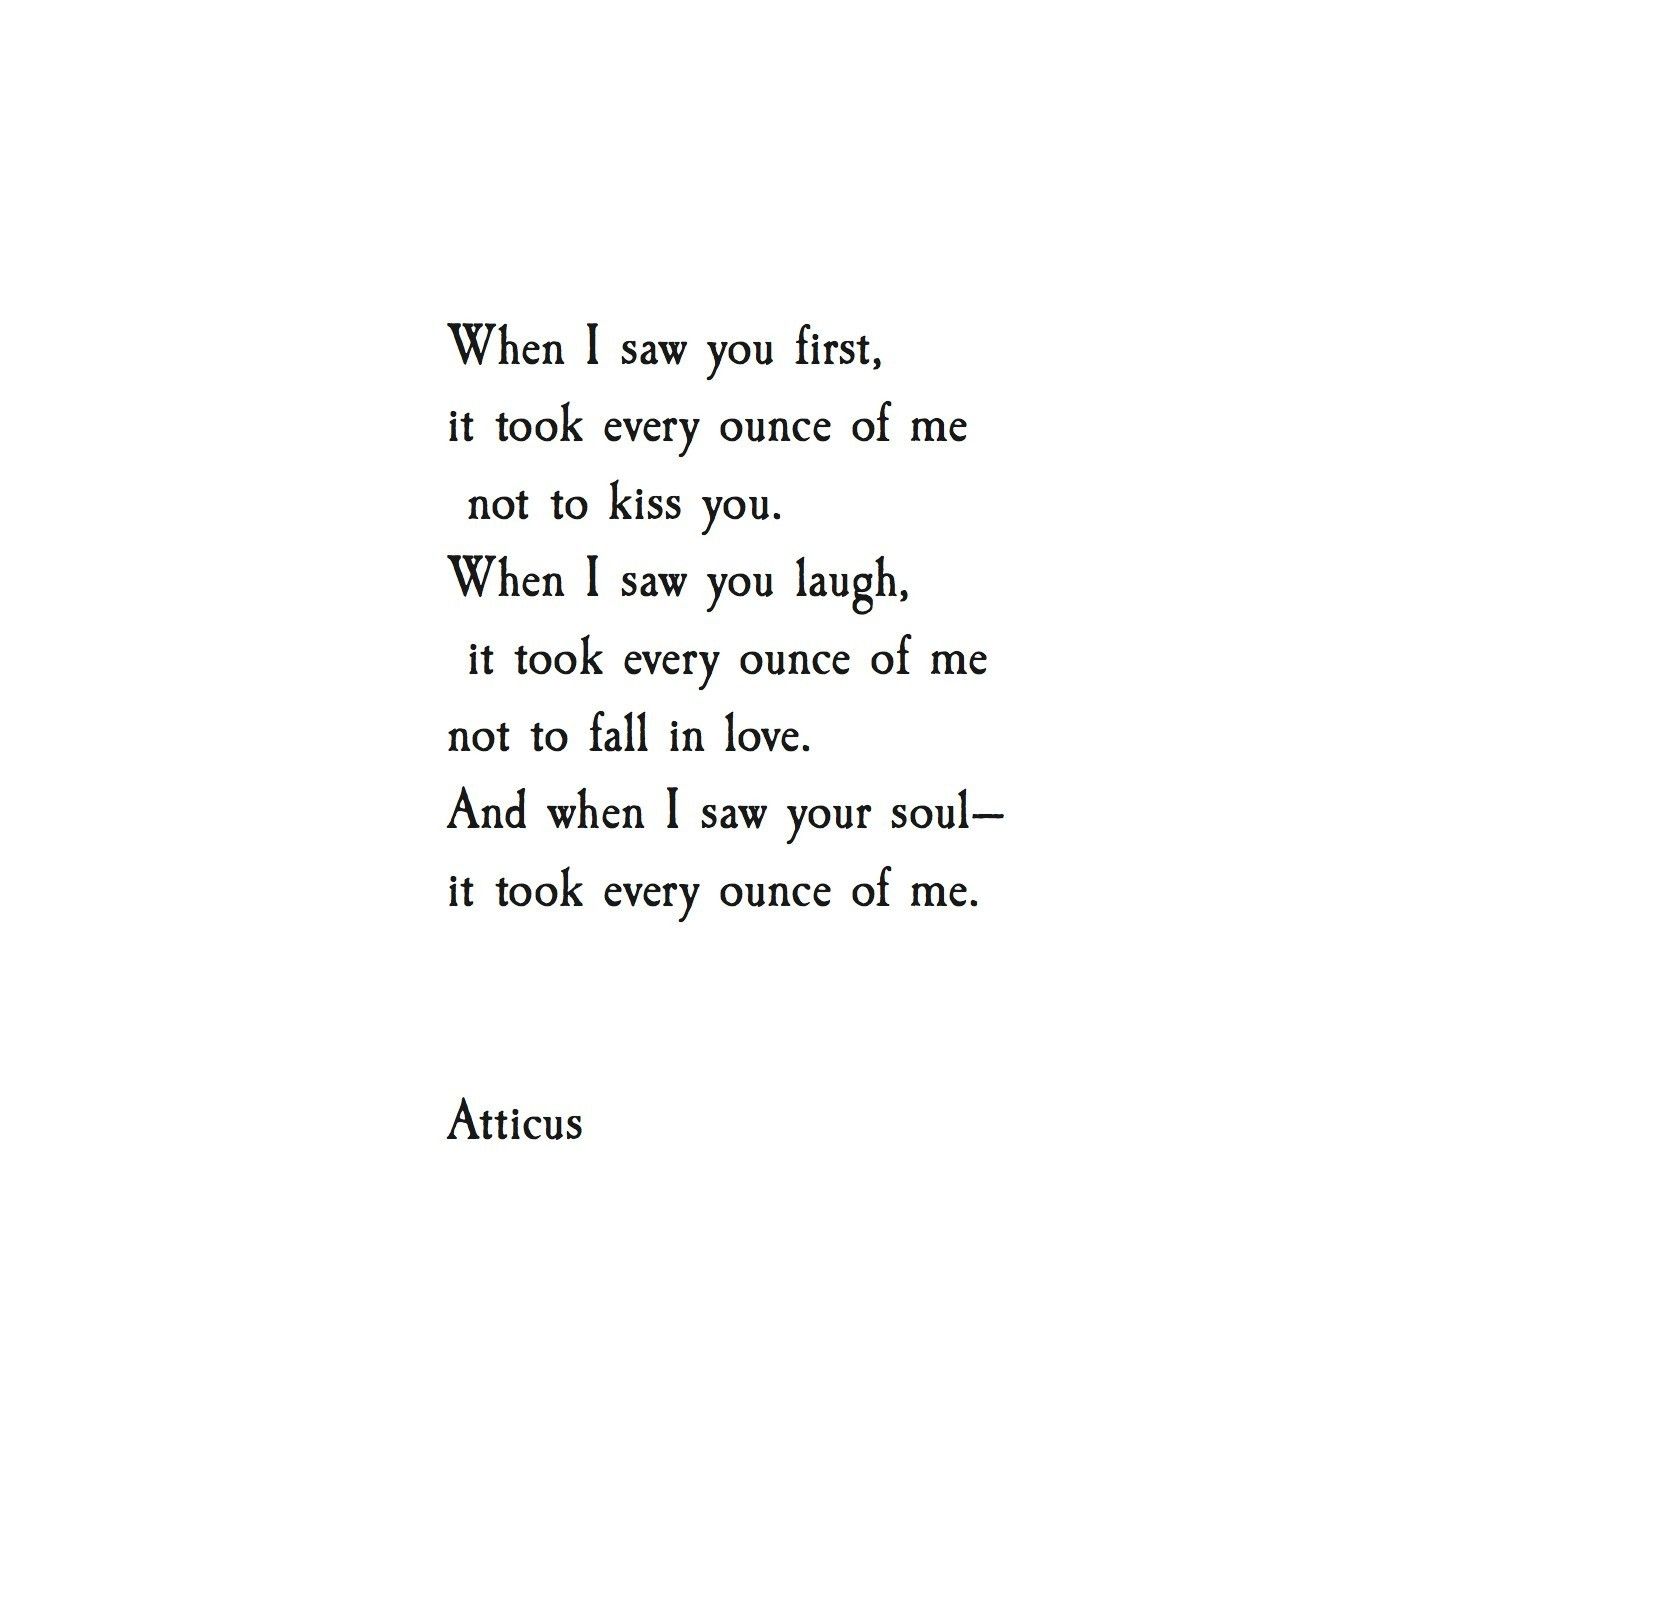 When I saw you first,
it took every ounce of me
not to kiss you.
When I saw you laugh,
it took every ounce of me
not to fall in love.
And when I saw your soul—
it took every ounce of me.
Atticus